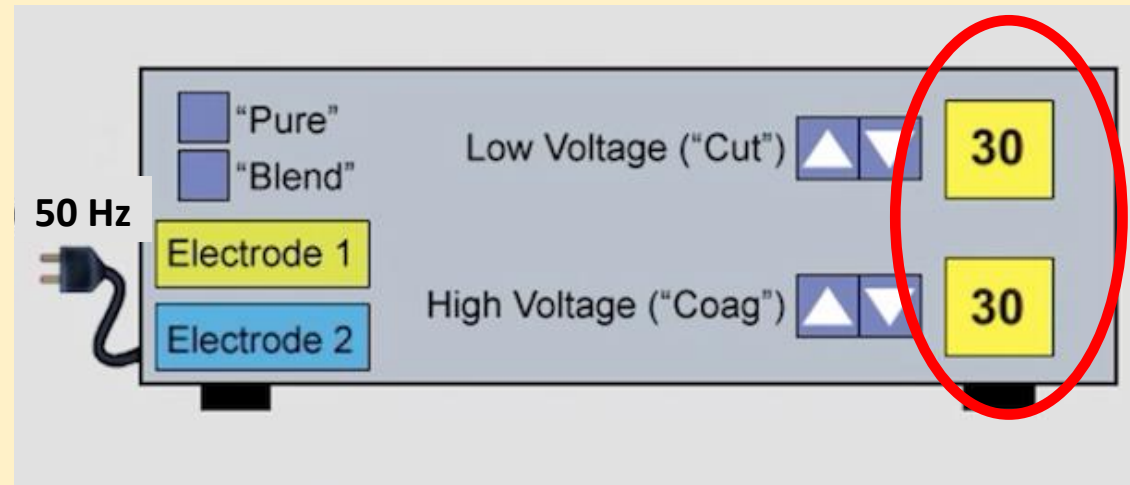 "Pure"
"Blend"
50 Hz
Electrode 1
Electrode 2
Low Voltage ("Cut")
30
High Voltage ("Coag")
30